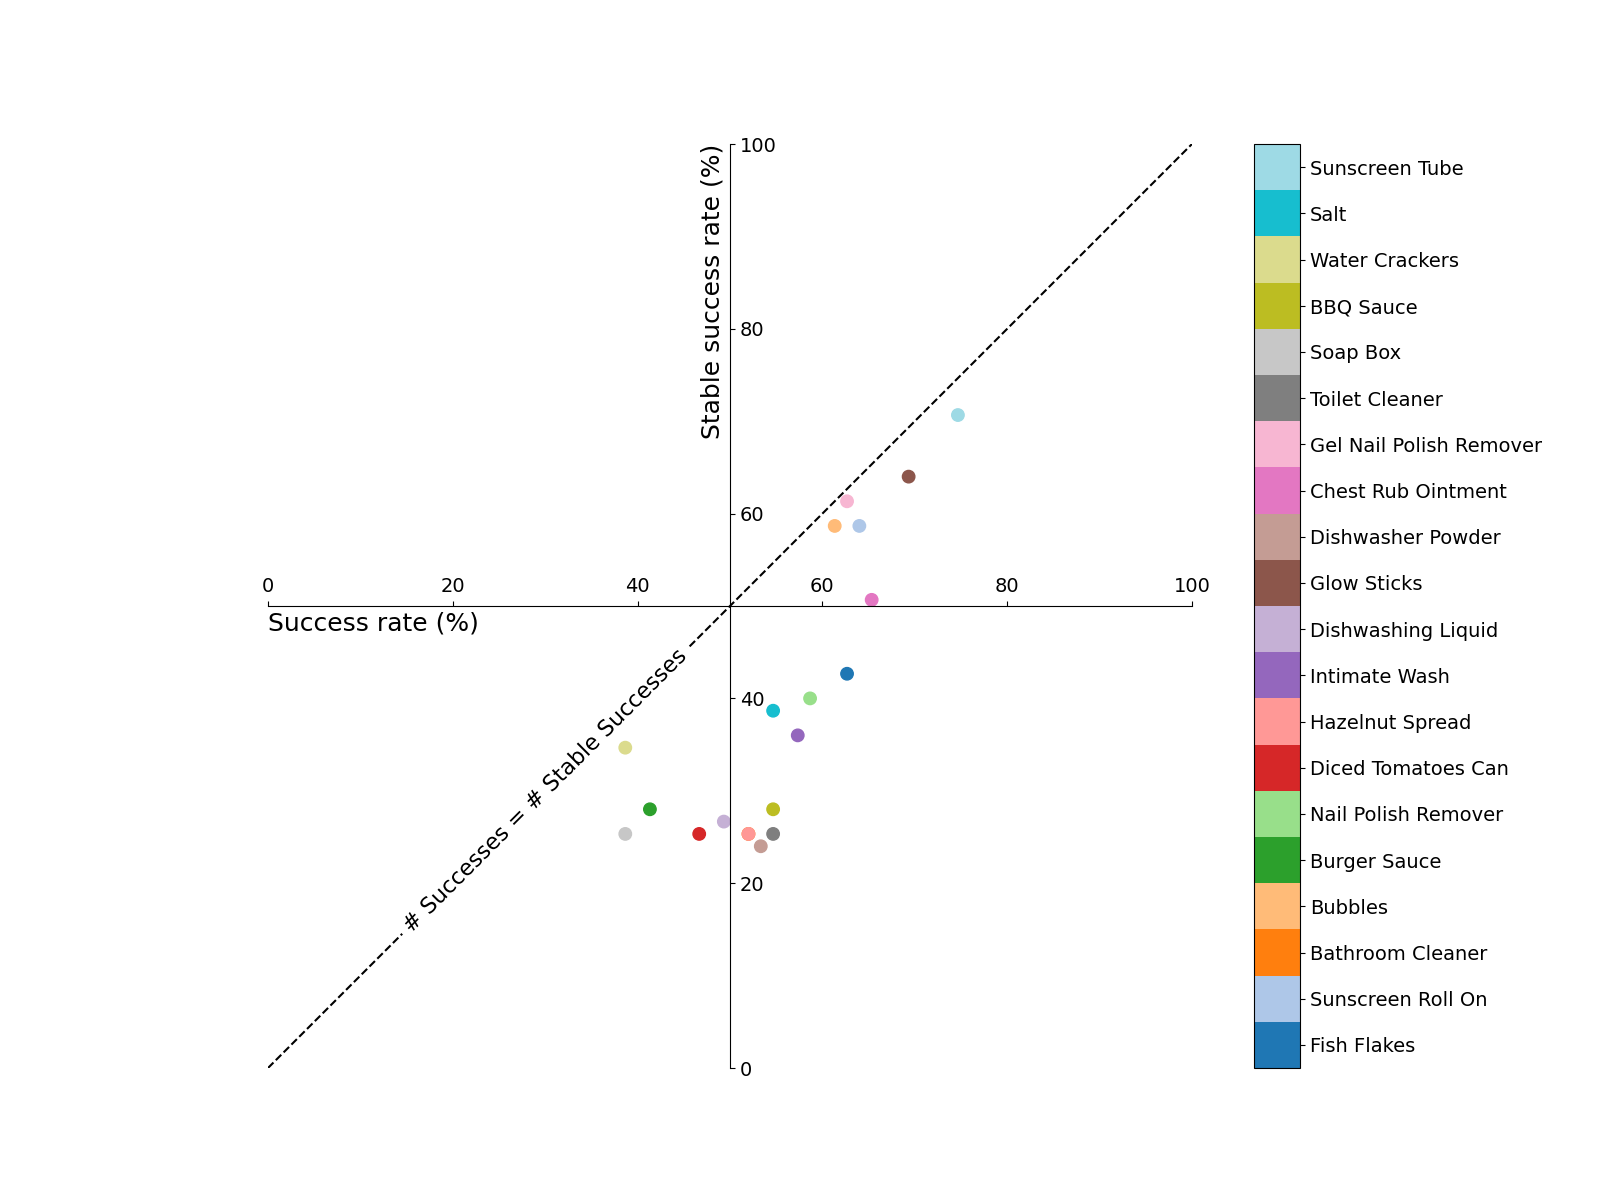 100
Stable success rate (%)
80
60
0 20 40 60 80 100
Success rate (%)
# Successes = # Stable Successes
40
20
0
Sunscreen Tube
Salt
Water Crackers
BBQ Sauce
Soap Box
Toilet Cleaner
Gel Nail Polish Remover
Chest Rub Ointment
Dishwasher Powder
Glow Sticks
Dishwashing Liquid
Intimate Wash
Hazelnut Spread
Diced Tomatoes Can
Nail Polish Remover
Burger Sauce
Bubbles
Bathroom Cleaner
Sunscreen Roll On
Fish Flakes